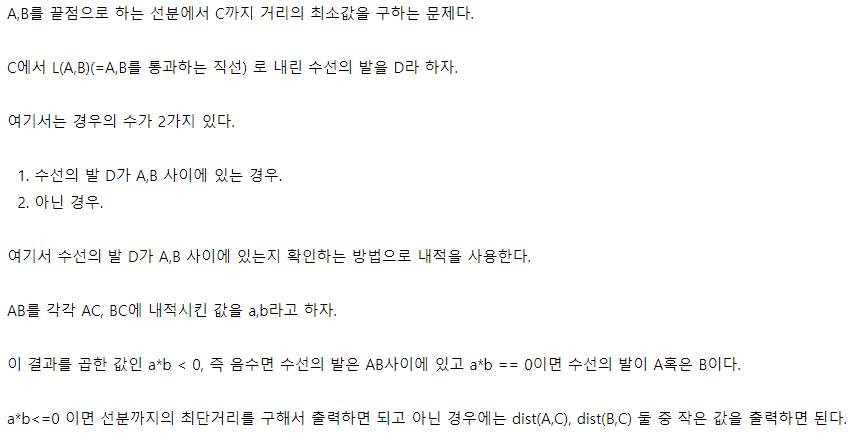 A,B를 끝점으로 하는 선분에서 C까지 거리의 최소값을 구하는 문제다.
C에서 L(A,B)(=A,B를 통과하는 직선) 로 내린 수선의 발을 D라 하자.
여기서는 경우의 수가 2가지 있다.
1. 수선의 발 D가 A,B 사이에 있는 경우.
2. 아닌 경우.
여기서 수선의 발 D가 A,B 사이에 있는지 확인하는 방법으로 내적을 사용한다.
AB를 각각 AC, BC에 내적시킨 값을 a,b라고 하자.
이 결과를 곱한 값인 a*b < 0, 즉 음수면 수선의 발은 AB사이에 있고 a*b == 0이면 수선의 발이 A혹은 B이다.
a*b<=0 이면 선분까지의 최단거리를 구해서 출력하면 되고 아닌 경우에는 dist(A,C), dist(B,C) 둘 중 작은 값을 출력하면 된다.